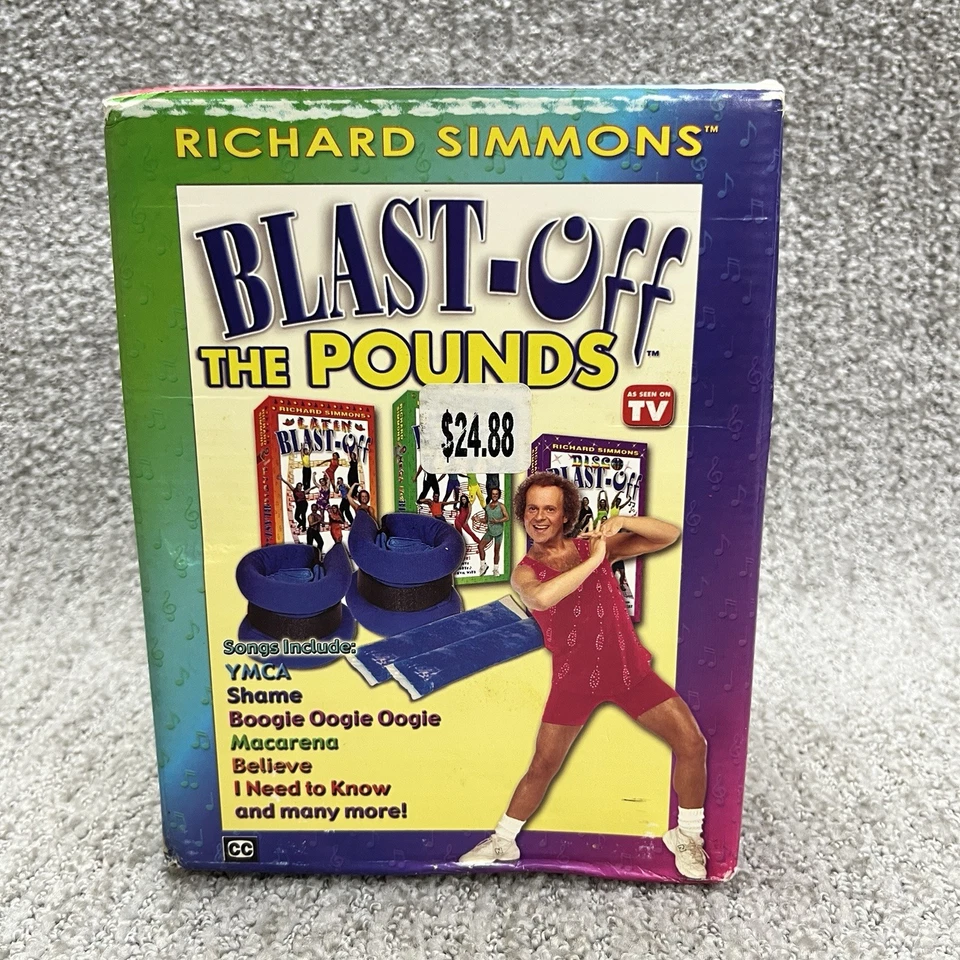 RICHARD SIMMONS™
BLAST-Off
THE POUNDS™
AS SEEN ON
TV
$24.88
RICHARD SIMMONS
LATIN
BLAST-Off
RICHARD SIMMONS
DISCO
BLAST-Off
Songs Include:
YMCA
Shame
Boogie Oogie Oogie
Macarena
Believe
I Need to Know
and many more!
CC